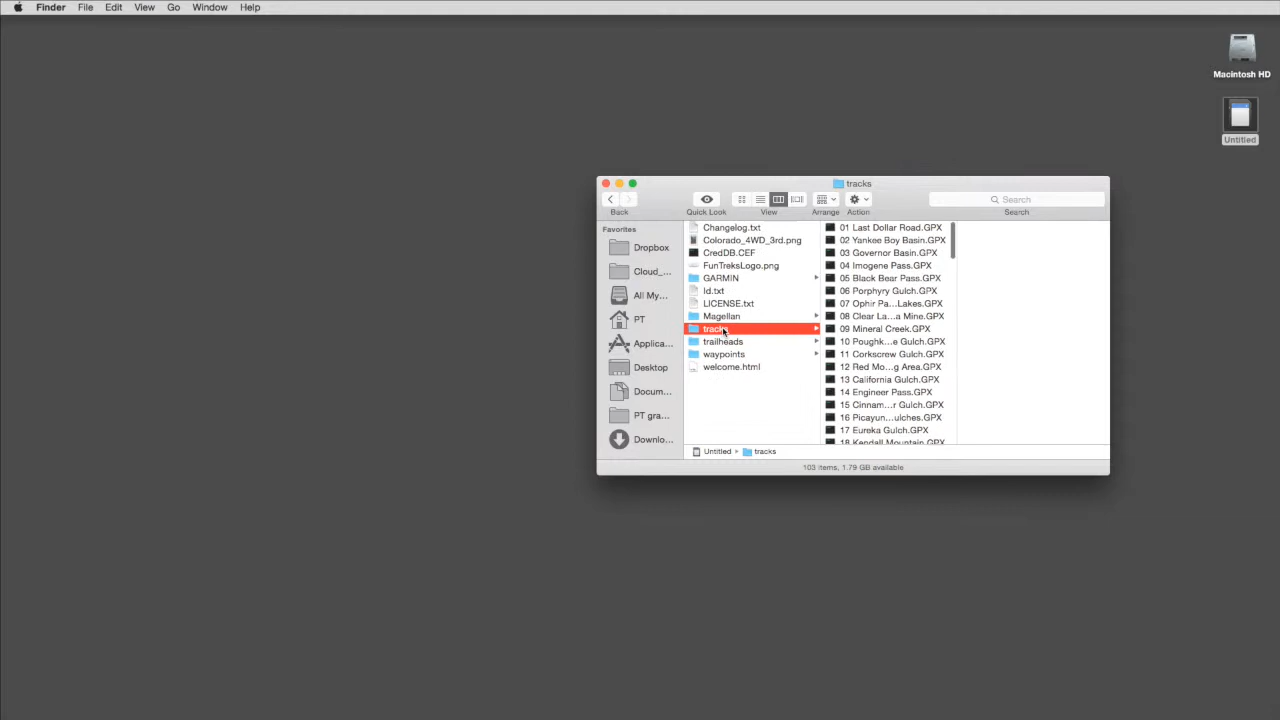 Finder File Edit View Go Window Help
Macintosh HD
Untitled
tracks
Search
Back Quick Look View Arrange Action Search
Favorites
Dropbox
Cloud_...
All My...
PT
Applica...
Desktop
Docum...
PT gra...
Downlo...
Changelog.txt
Colorado_4WD_3rd.png
CredDB.CEF
FunTreksLogo.png
GARMIN
Id.txt
LICENSE.txt
Magellan
tracks
trailheads
waypoints
welcome.html
01 Last Dollar Road.GPX
02 Yankee Boy Basin.GPX
03 Governor Basin.GPX
04 Imogene Pass.GPX
05 Black Bear Pass.GPX
06 Porphyry Gulch.GPX
07 Ophir Pa...Lakes.GPX
08 Clear La...a Mine.GPX
09 Mineral Creek.GPX
10 Poughk...e Gulch.GPX
11 Corkscrew Gulch.GPX
12 Red Mo...g Area.GPX
13 California Gulch.GPX
14 Engineer Pass.GPX
15 Cinnam...r Gulch.GPX
16 Picayun...ulches.GPX
17 Eureka Gulch.GPX
18 Kendall Mountain.GPX
Untitled tracks
103 items, 1.79 GB available